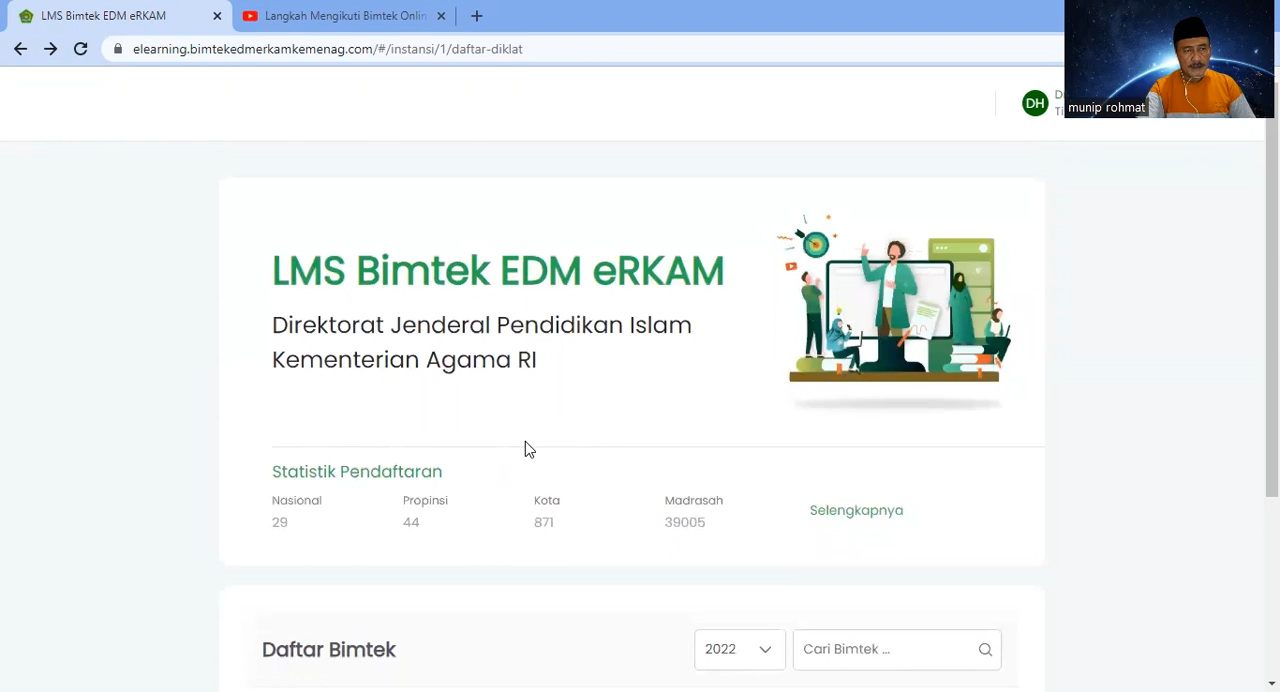 LMS Bimtek EDM eRKAM
Langkah Mengikuti Bimtek Onlin
elearning.bimtekedmerkamkemenag.com/#/instansi/1/daftar-diklat
DH
munip rohmat
LMS Bimtek EDM eRKAM
Direktorat Jenderal Pendidikan Islam
Kementerian Agama RI
Statistik Pendaftaran
Nasional Propinsi Kota Madrasah
29 44 871 39005
Selengkapnya
Daftar Bimtek
2022
Cari Bimtek ...